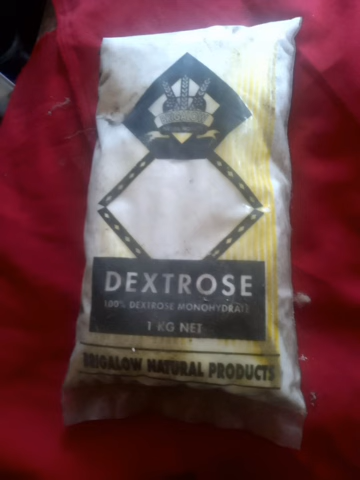 DEXTROSE
100% DEXTROSE MONOHYDRATE
1 KG NET
BRIGALOW NATURAL PRODUCTS